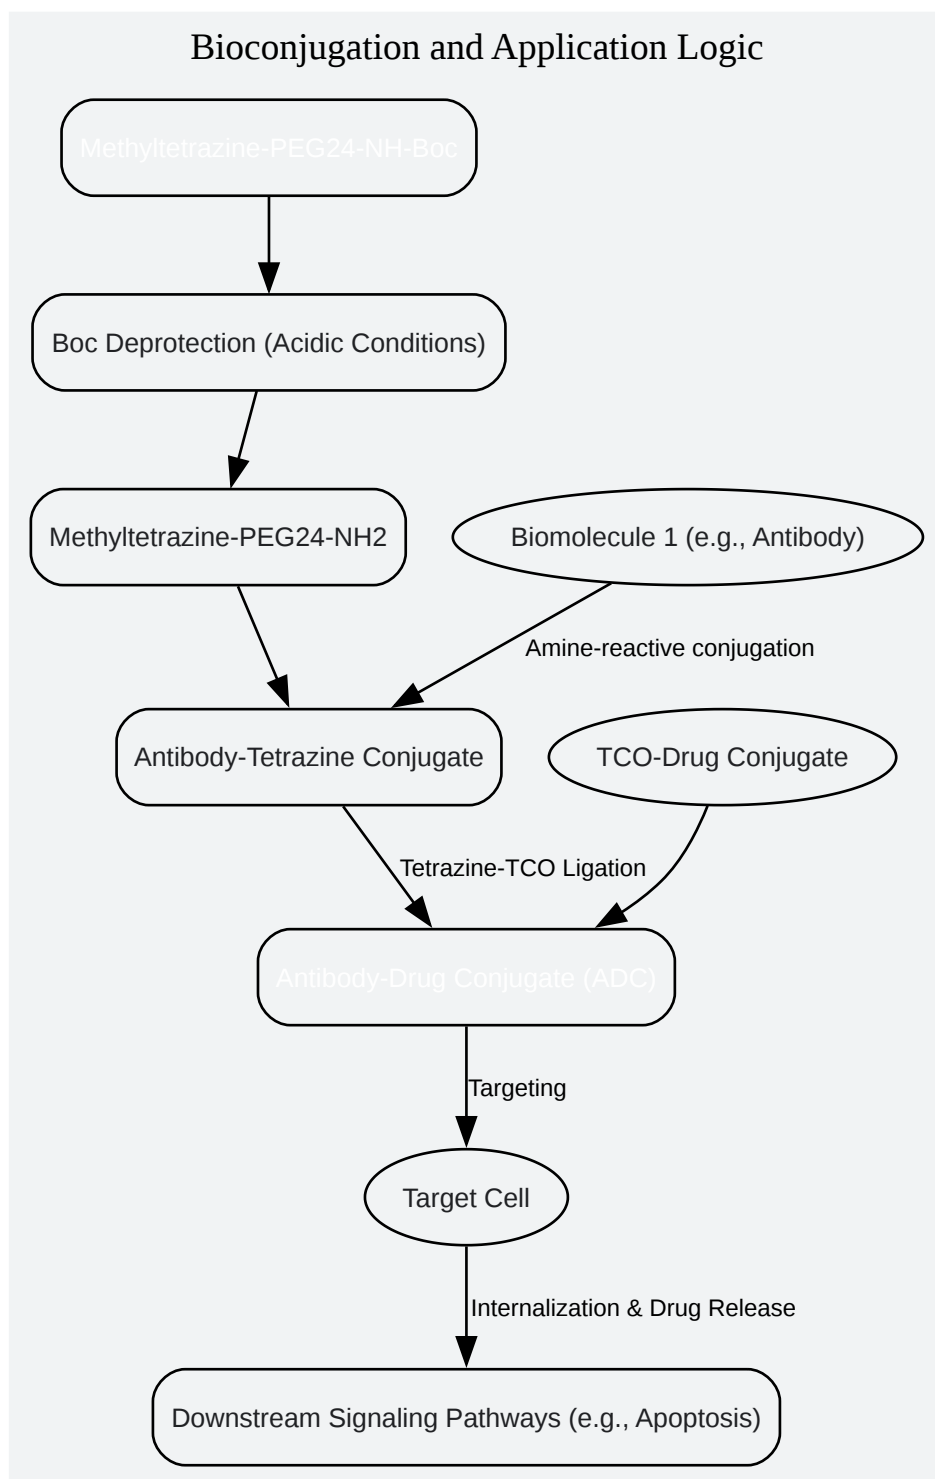 Bioconjugation and Application Logic
Methyltetrazine-PEG24-NH-Boc
Boc Deprotection (Acidic Conditions)
Methyltetrazine-PEG24-NH2
Biomolecule 1 (e.g., Antibody)
Amine-reactive conjugation
Antibody-Tetrazine Conjugate
TCO-Drug Conjugate
Tetrazine-TCO Ligation
Antibody-Drug Conjugate (ADC)
Targeting
Target Cell
Internalization & Drug Release
Downstream Signaling Pathways (e.g., Apoptosis)